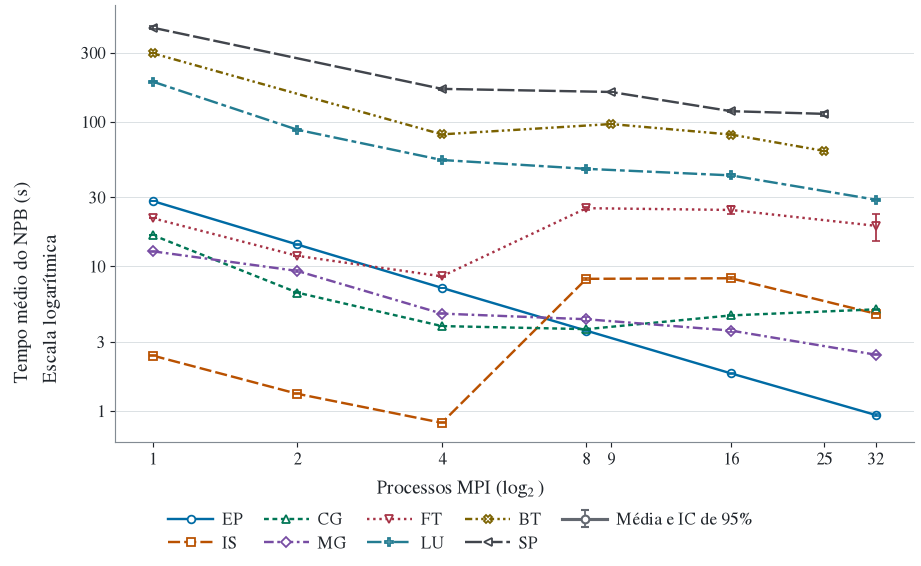 Tempo médio do NPB (s)
Escala logarítmica
300
100
30
10
3
1
1 2 4 8 9 16 25 32
Processos MPI (log₂ )
EP CG FT BT Média e IC de 95%
IS MG LU SP